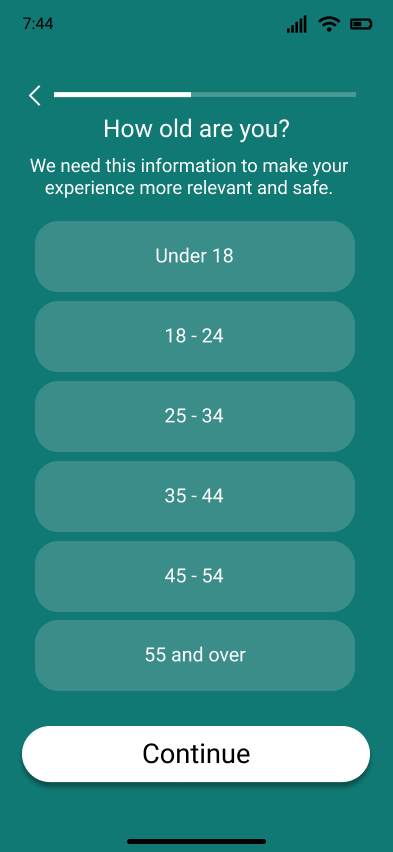 7:44
How old are you?
We need this information to make your
experience more relevant and safe.
Under 18
18 - 24
25 - 34
35 - 44
45 - 54
55 and over
Continue